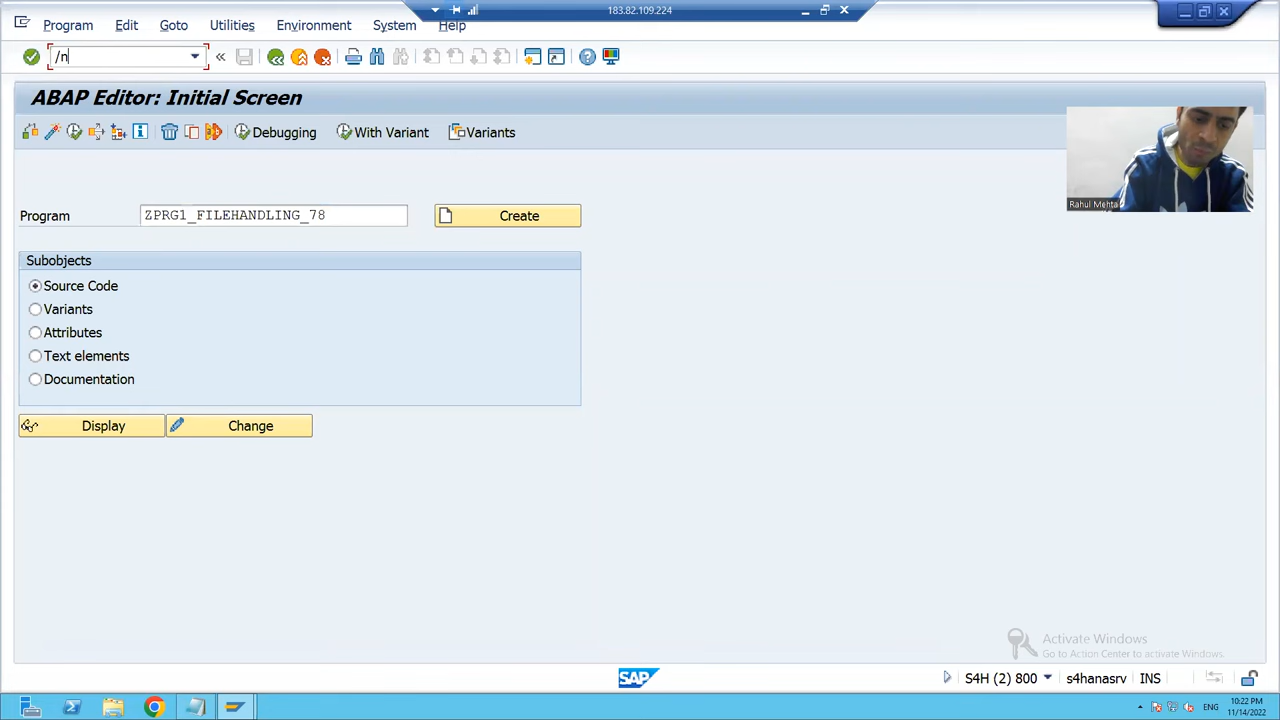 183.82.109.224
Program Edit Goto Utilities Environment System Help
/n
ABAP Editor: Initial Screen
Debugging With Variant Variants
Rahul Mehta
Program ZPRG1_FILEHANDLING_78 Create
Subobjects
Source Code
Variants
Attributes
Text elements
Documentation
Display Change
Activate Windows
Go to Action Center to activate Windows.
SAP S4H (2) 800 s4hanasrv INS
ENG 10:22 PM
11/14/2022